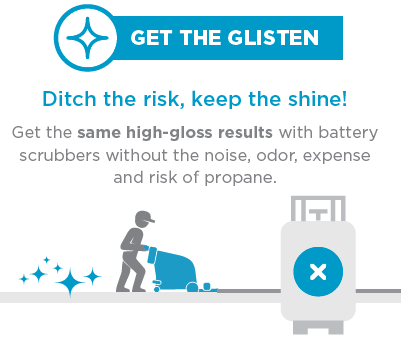 GET THE GLISTEN
Ditch the risk, keep the shine!
Get the same high-gloss results with battery
scrubbers without the noise, odor, expense
and risk of propane.